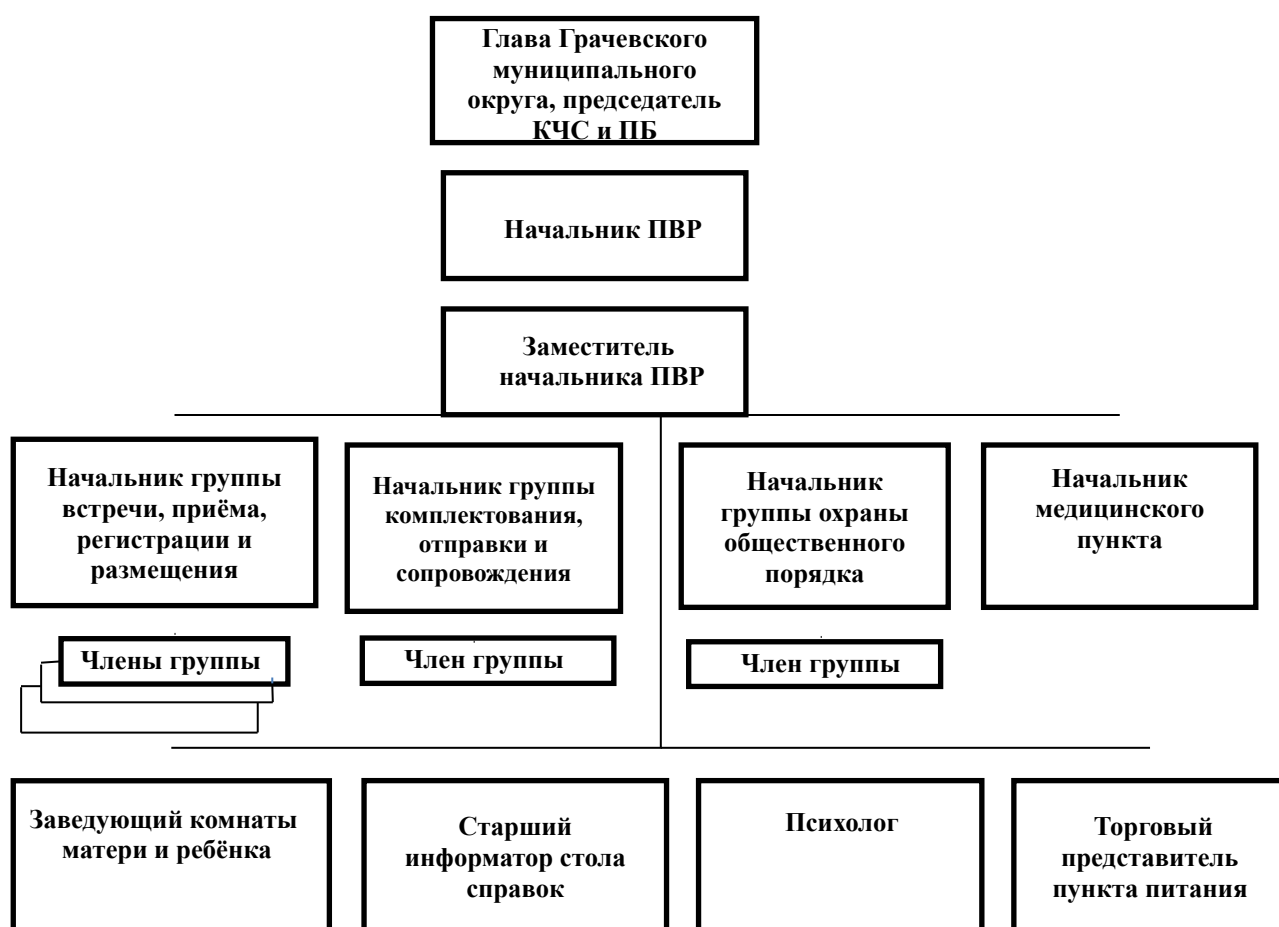 Глава Грачевского
муниципального
округа, председатель
КЧС и ПБ
Начальник ПВР
Заместитель
начальника ПВР
Начальник группы
встречи, приёма,
регистрации и
размещения
Начальник группы
комплектования,
отправки и
сопровождения
Начальник
группы охраны
общественного
порядка
Начальник
медицинского
пункта
Члены группы
Член группы
Член группы
Заведующий комнаты
матери и ребёнка
Старший
информатор стола
справок
Психолог
Торговый
представитель
пункта питания